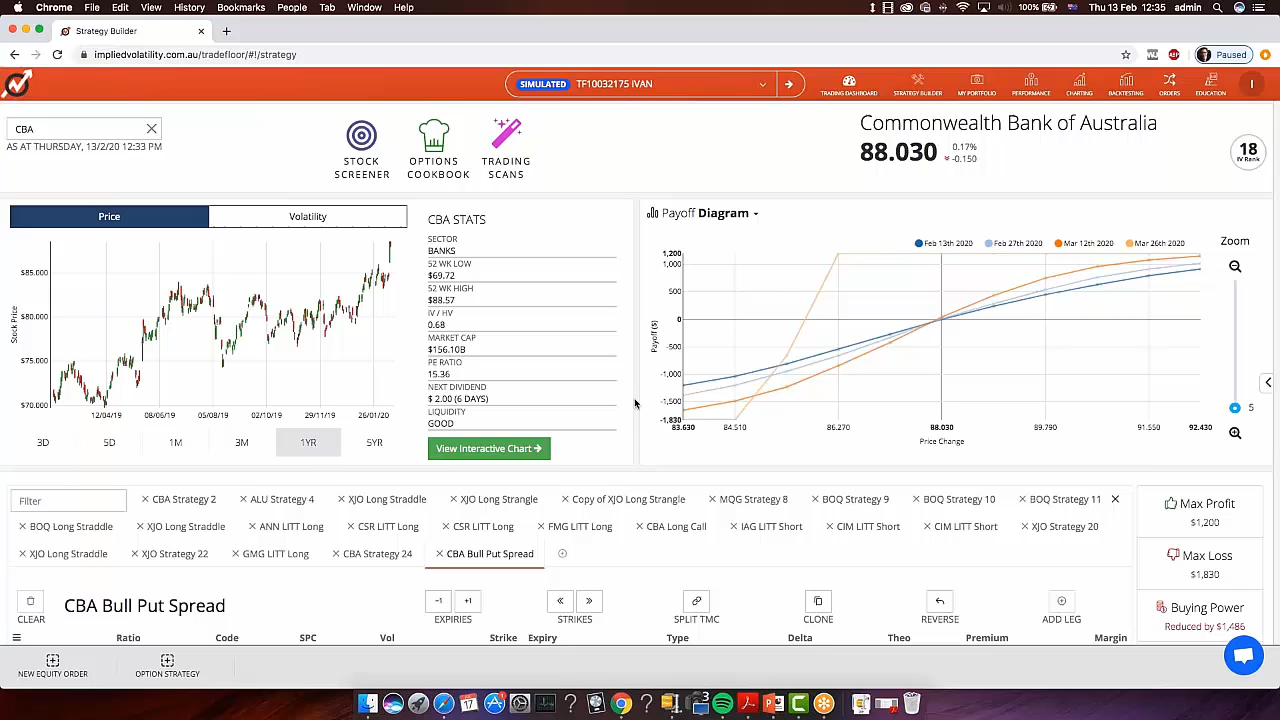 Chrome File Edit View History Bookmarks People Tab Window Help 100% Thu 13 Feb 12:35 admin
Strategy Builder
impliedvolatility.com.au/tradefloor/#!/strategy Paused
SIMULATED TF10032175 IVAN
TRADING DASHBOARD STRATEGY BUILDER MY PORTFOLIO PERFORMANCE CHARTING BACKTESTING ORDERS EDUCATION I
CBA
AS AT THURSDAY, 13/2/20 12:33 PM
STOCK SCREENER
OPTIONS COOKBOOK
TRADING SCANS
Commonwealth Bank of Australia
88.030 0.17% -0.150
18 IV Rank
Price Volatility
Stock Price
$85.000
$80.000
$75.000
$70.000
12/04/19 08/06/19 05/08/19 02/10/19 29/11/19 26/01/20
3D 5D 1M 3M 1YR 5YR
CBA STATS
SECTOR
BANKS
52 WK LOW
$69.72
52 WK HIGH
$88.57
IV / HV
0.68
MARKET CAP
$156.10B
PE RATIO
15.36
NEXT DIVIDEND
$ 2.00 (6 DAYS)
LIQUIDITY
GOOD
View Interactive Chart
Payoff Diagram
Feb 13th 2020 Feb 27th 2020 Mar 12th 2020 Mar 26th 2020
Zoom
5
Payoff ($)
1,200
1,000
500
0
-500
-1,000
-1,500
-1,830
83.630 84.510 86.270 88.030 89.790 91.550 92.430
Price Change
Filter CBA Strategy 2 ALU Strategy 4 XJO Long Straddle XJO Long Strangle Copy of XJO Long Strangle MQG Strategy 8 BOQ Strategy 9 BOQ Strategy 10 BOQ Strategy 11
BOQ Long Straddle XJO Long Straddle ANN LITT Long CSR LITT Long CSR LITT Long FMG LITT Long CBA Long Call IAG LITT Short CIM LITT Short CIM LITT Short XJO Strategy 20
XJO Long Straddle XJO Strategy 22 GMG LITT Long CBA Strategy 24 CBA Bull Put Spread
Max Profit
$1,200
Max Loss
$1,830
Buying Power
Reduced by $1,486
CLEAR
CBA Bull Put Spread
-1 +1
EXPIRIES STRIKES SPLIT TMC CLONE REVERSE ADD LEG
Ratio Code SPC Vol Strike Expiry Type Delta Theo Premium Margin
NEW EQUITY ORDER OPTION STRATEGY